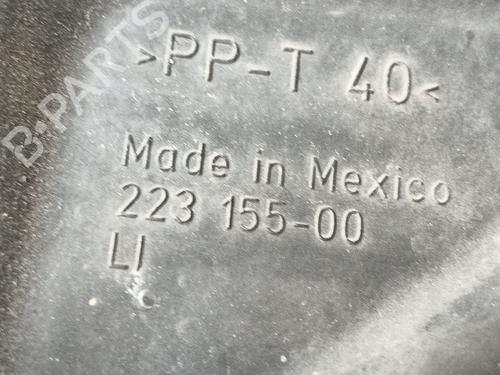 B-PARTS
>PP-T 40<
Made in Mexico
223 155-00
LI